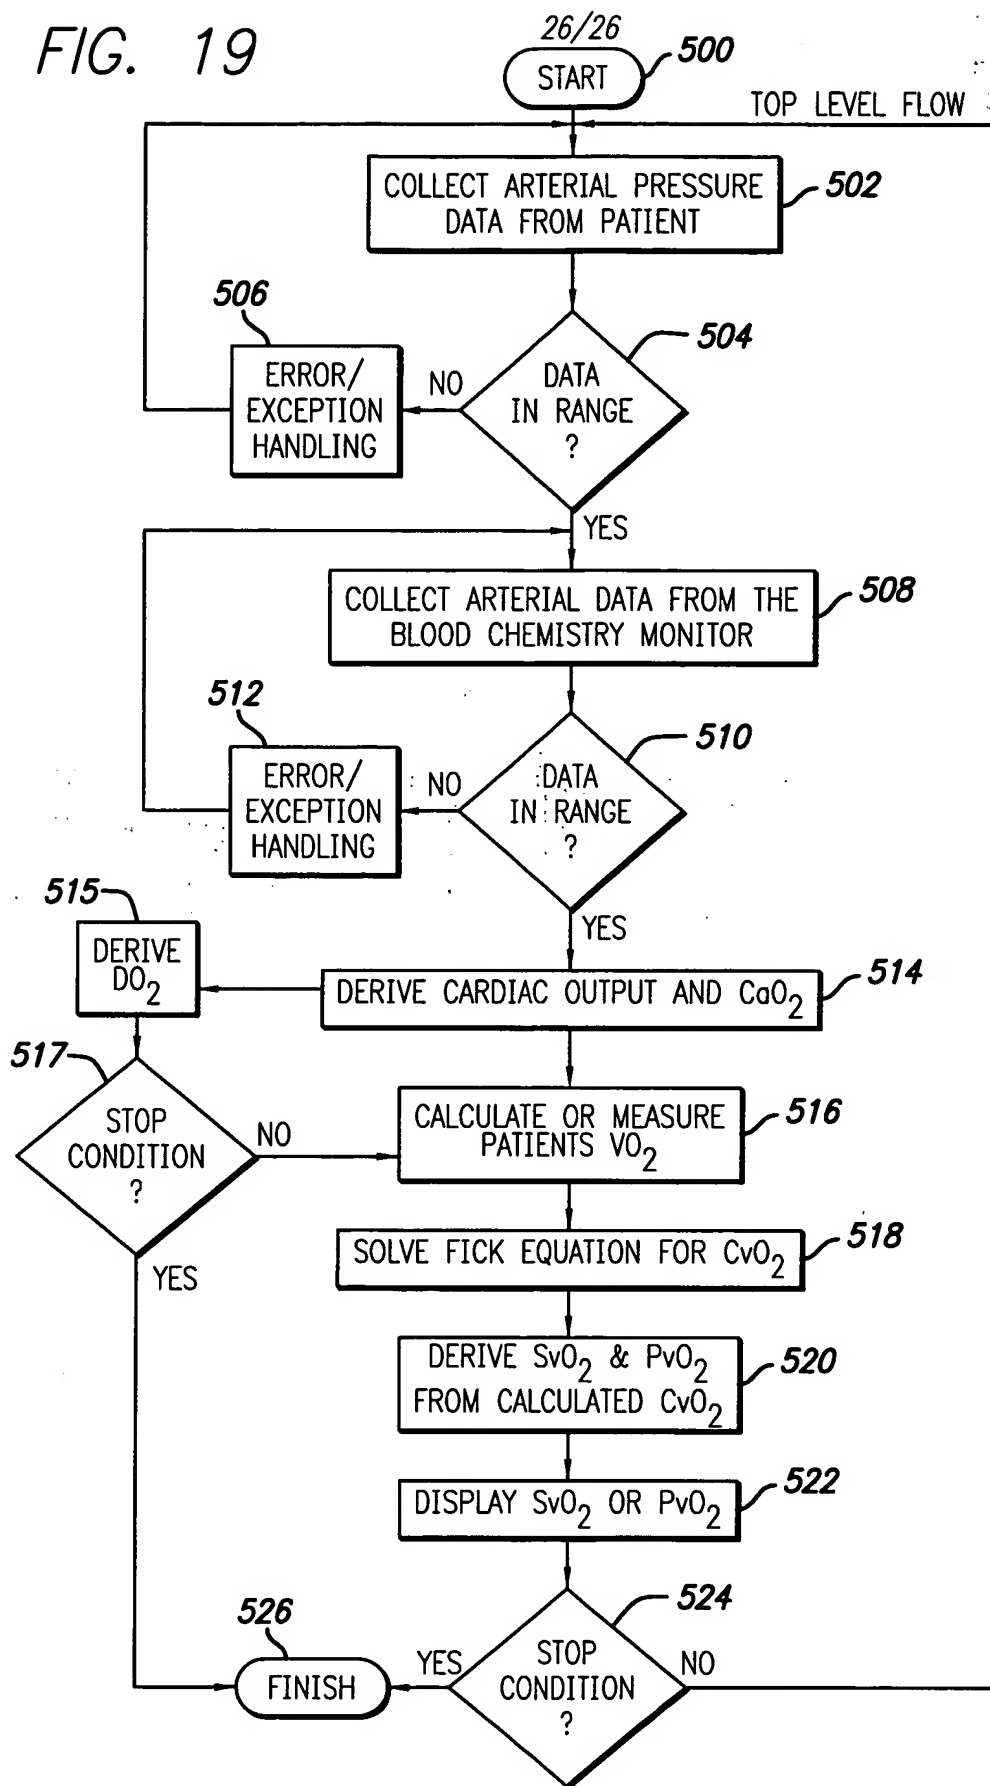 FIG. 19
26/26
START
500
TOP LEVEL FLOW
COLLECT ARTERIAL PRESSURE
DATA FROM PATIENT
502
506
504
ERROR/
EXCEPTION
HANDLING
NO
DATA
IN RANGE
?
YES
COLLECT ARTERIAL DATA FROM THE
BLOOD CHEMISTRY MONITOR
508
512
510
ERROR/
EXCEPTION
HANDLING
NO
DATA
IN RANGE
?
YES
515
DERIVE
DO2
DERIVE CARDIAC OUTPUT AND CaO2
514
517
STOP
CONDITION
?
NO
YES
CALCULATE OR MEASURE
PATIENTS VO2
516
SOLVE FICK EQUATION FOR CvO2
518
DERIVE SvO2 & PvO2
FROM CALCULATED CvO2
520
DISPLAY SvO2 OR PvO2
522
524
526
FINISH
YES
STOP
CONDITION
?
NO